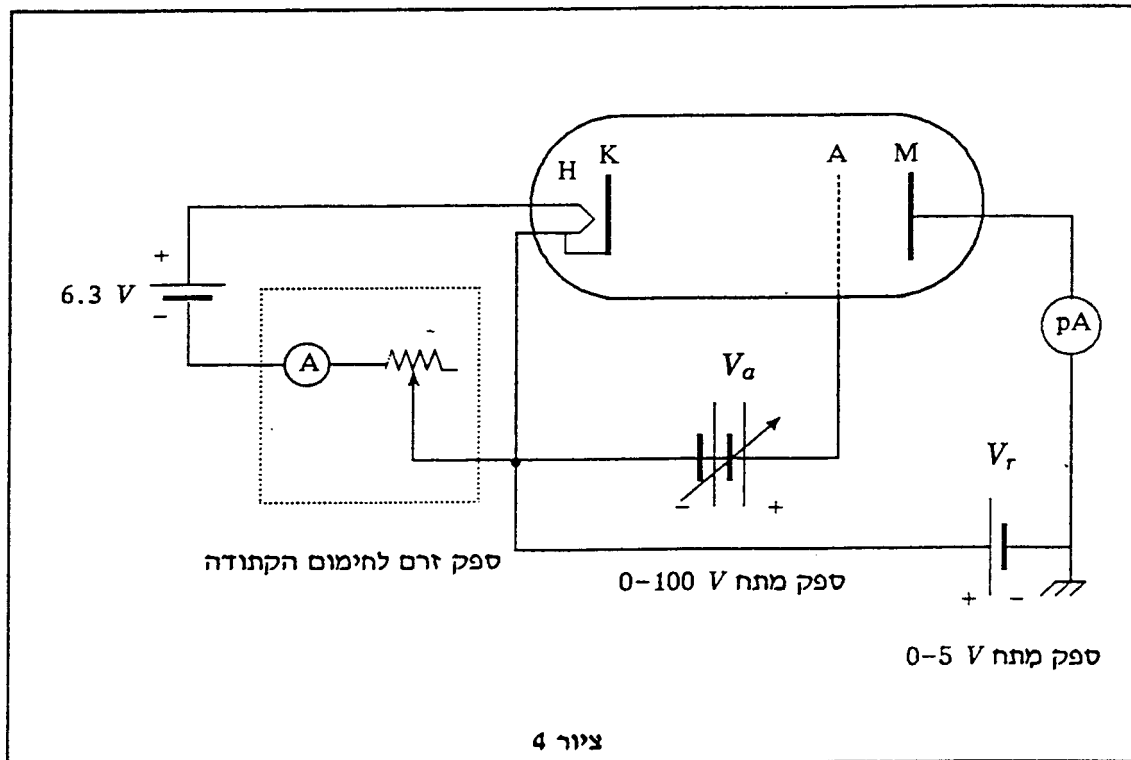 H K A M
+
6.3 V
-
A
pA
V_a
- +
V_r
+ -
ספק זרם לחימום הקתודה
ספק מתח 0-100 V
ספק מתח 0-5 V
ציור 4